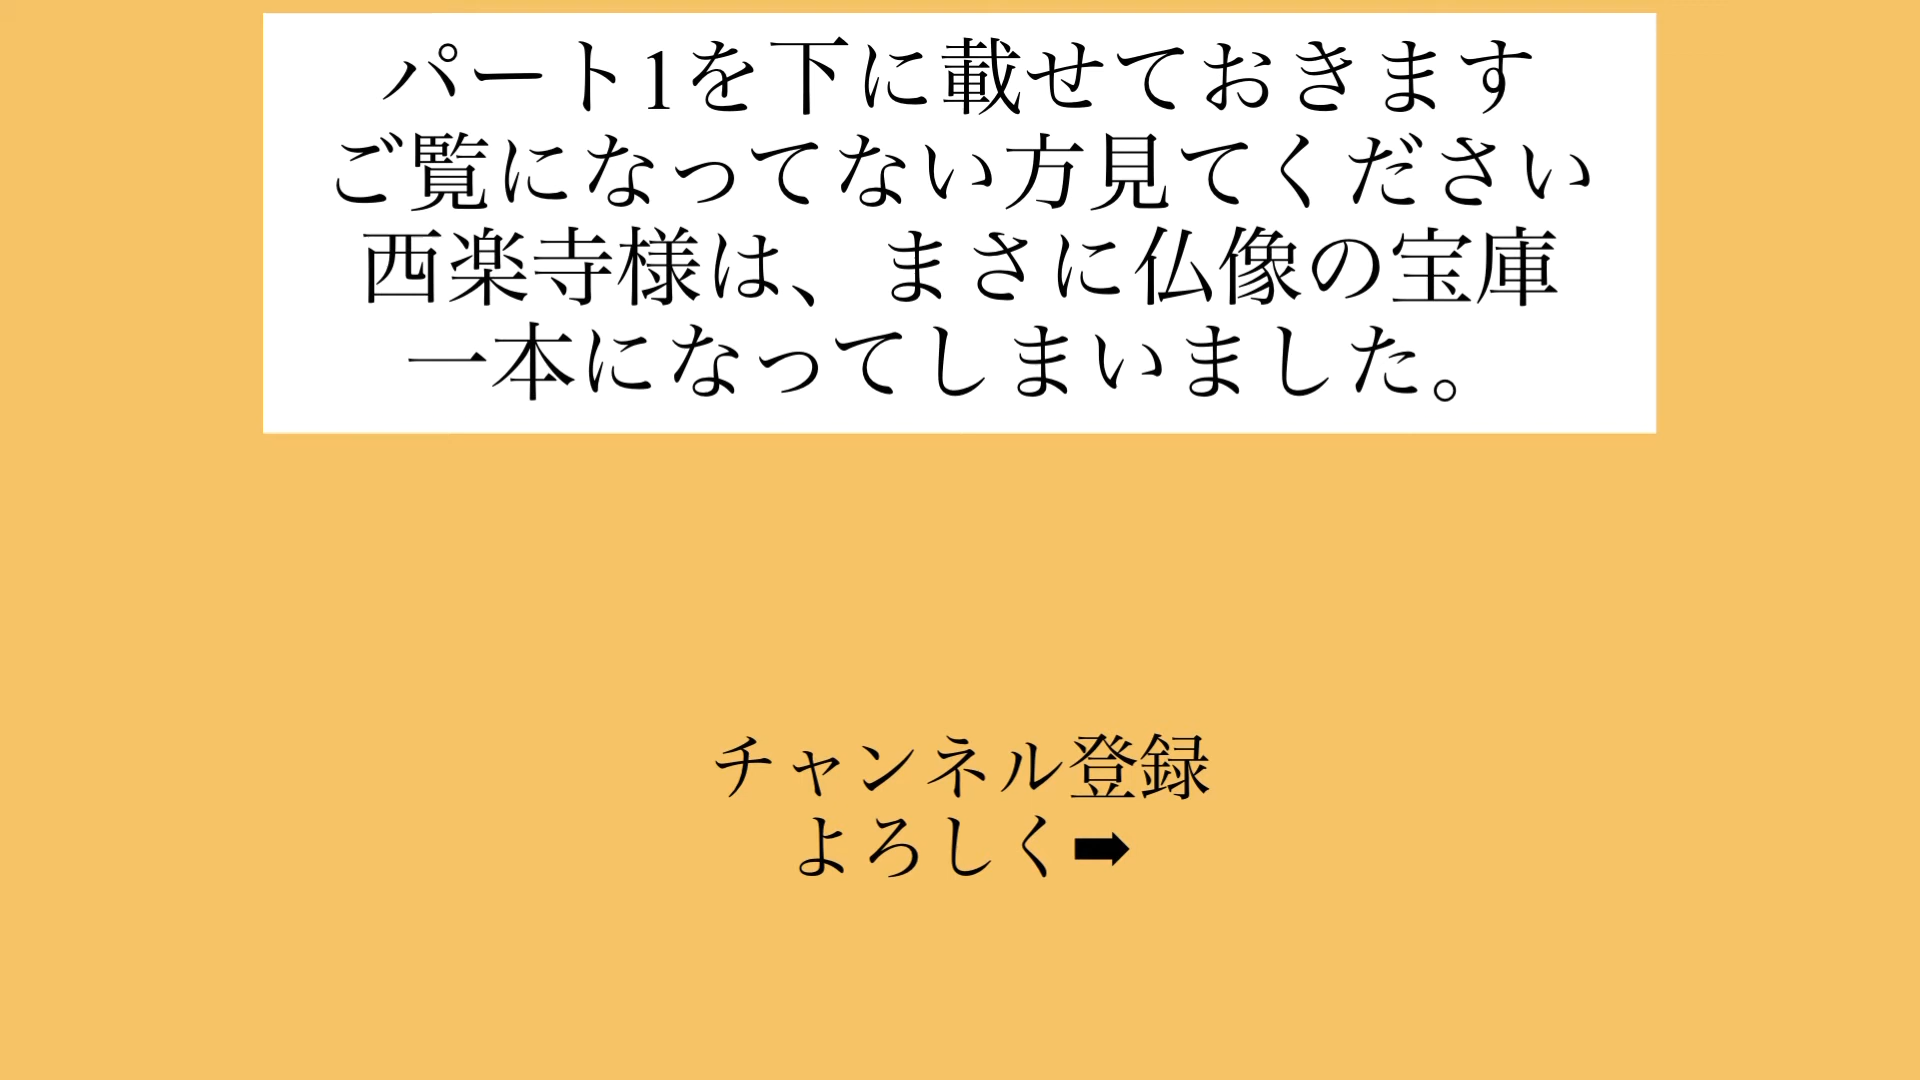 パート1を下に載せておきます
ご覧になってない方見てください
西楽寺様は、まさに仏像の宝庫
一本になってしまいました。
チャンネル登録
よろしく➡